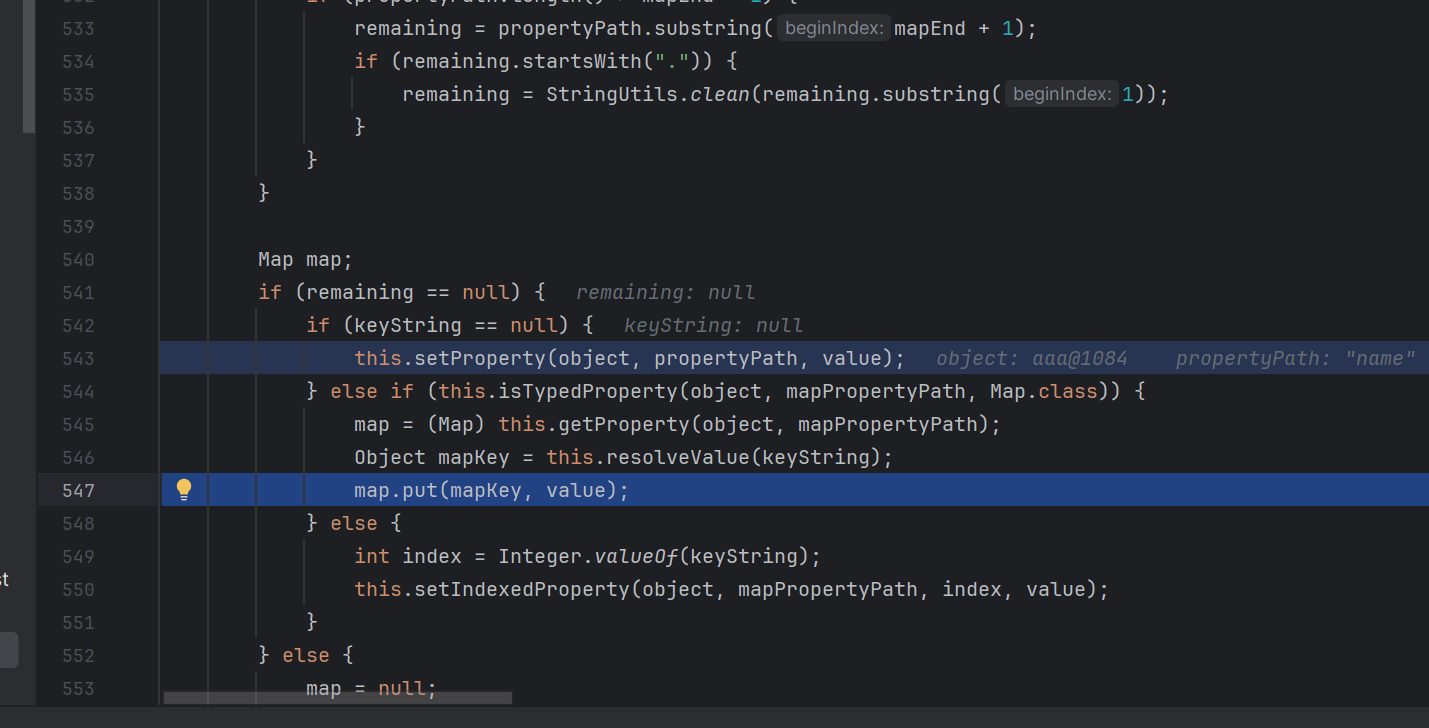 533 remaining = propertyPath.substring( beginIndex: mapEnd + 1);
534 if (remaining.startsWith(".")) {
535 remaining = StringUtils.clean(remaining.substring( beginIndex: 1));
536 }
537 }
538 }
539
540 Map map;
541 if (remaining == null) { remaining: null
542 if (keyString == null) { keyString: null
543 this.setProperty(object, propertyPath, value); object: aaa@1084 propertyPath: "name"
544 } else if (this.isTypedProperty(object, mapPropertyPath, Map.class)) {
545 map = (Map) this.getProperty(object, mapPropertyPath);
546 Object mapKey = this.resolveValue(keyString);
547 map.put(mapKey, value);
548 } else {
549 int index = Integer.valueOf(keyString);
st
550 this.setIndexedProperty(object, mapPropertyPath, index, value);
551 }
552 } else {
553 map = null;